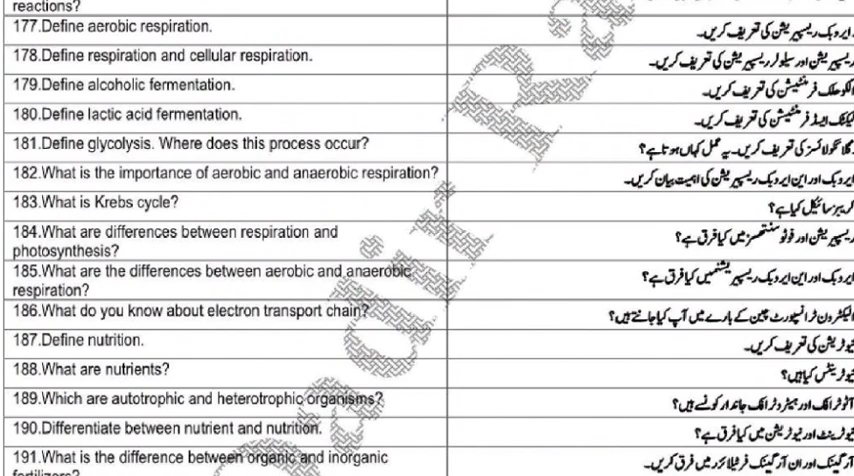 reactions?
177.Define aerobic respiration.
ایروبک ریسپیریشن کی تعریف کریں۔
178.Define respiration and cellular respiration.
ریسپیریشن اور سیلولر ریسپیریشن کی تعریف کریں۔
179.Define alcoholic fermentation.
الکوحلک فرمنٹیشن کی تعریف کریں۔
180.Define lactic acid fermentation.
لیکٹک ایسڈ فرمنٹیشن کی تعریف کریں۔
181.Define glycolysis. Where does this process occur?
گلائکولائسز کی تعریف کریں۔ یہ عمل کہاں ہوتا ہے؟
182.What is the importance of aerobic and anaerobic respiration?
ایروبک اور این ایروبک ریسپیریشن کی اہمیت بیان کریں۔
183.What is Krebs cycle?
کریبز سائیکل کیا ہے؟
184.What are differences between respiration and
photosynthesis?
ریسپیریشن اور فوٹو سنتھسز میں کیا فرق ہے؟
185.What are the differences between aerobic and anaerobic
respiration?
ایروبک اور این ایروبک ریسپیریشنمیں کیا فرق ہے؟
186.What do you know about electron transport chain?
الیکٹرون ٹرانسپورٹ چین کے بارے میں آپ کیا جانتے ہیں؟
187.Define nutrition.
نیوٹریشن کی تعریف کریں۔
188.What are nutrients?
نیوٹرینٹس کیا ہیں؟
189.Which are autotrophic and heterotrophic organisms?
آٹوٹرافک اور ہیٹروٹرافک جاندار کونسے ہیں؟
190.Differentiate between nutrient and nutrition.
نیوٹرینٹ اور نیوٹریشن میں کیا فرق ہے؟
191.What is the difference between organic and inorganic
fertilizers?
آرگینک اور ان آرگینک فرٹلائزر میں فرق کریں۔